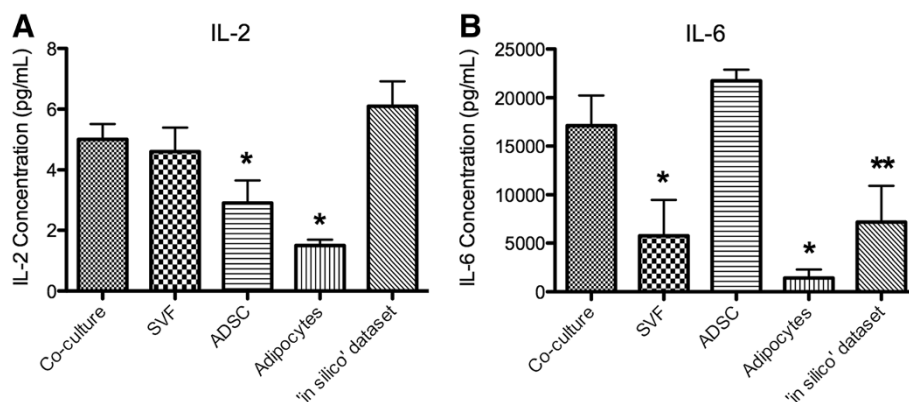 A
IL-2
IL-2 Concentration (pg/mL)
8
6
4
2
0
*
*
Co-culture
SVF
ADSC
Adipocytes
'in silico' dataset
B
IL-6
IL-6 Concentration (pg/mL)
25000
20000
15000
10000
5000
0
*
*
**
Co-culture
SVF
ADSC
Adipocytes
'in silico' dataset